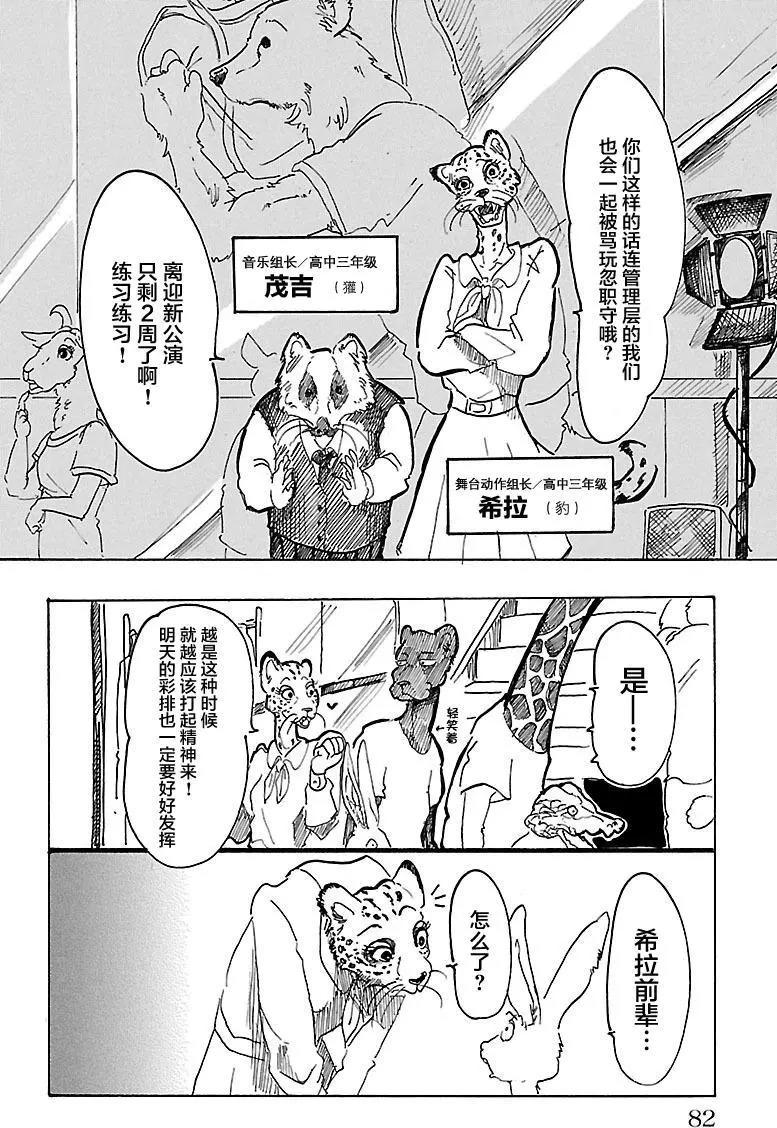 你们这样的话连管理层的我们
也会一起被骂玩忽职守哦?
音乐组长／高中三年级
茂吉 （獾）
离迎新公演
只剩2周了啊!
练习练习!
舞台动作组长／高中三年级
希拉 （豹）
是—…
←轻笑着
越是这种时候
就越应该打起精神来!
明天的彩排也一定要好好发挥
希拉前辈…
怎么了?
82